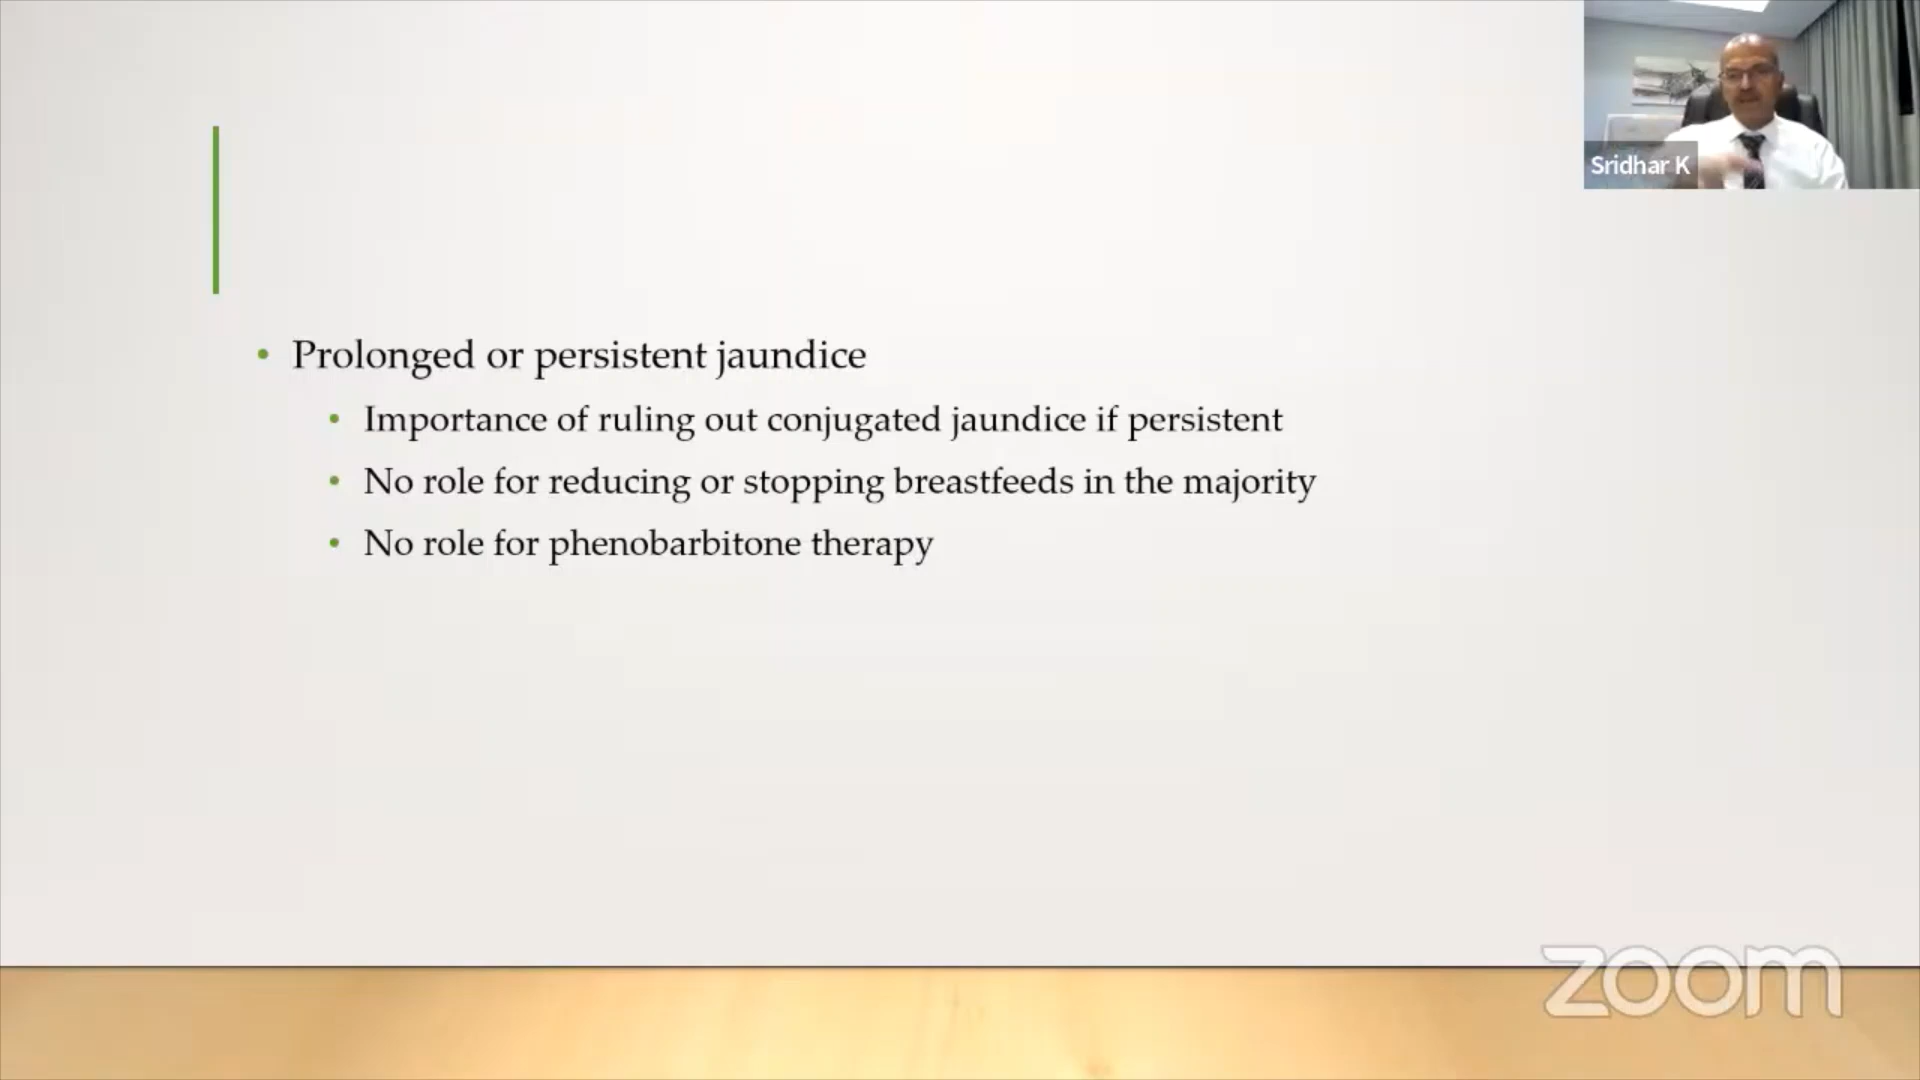 Sridhar K
• Prolonged or persistent jaundice
• Importance of ruling out conjugated jaundice if persistent
• No role for reducing or stopping breastfeeds in the majority
• No role for phenobarbitone therapy
zoom